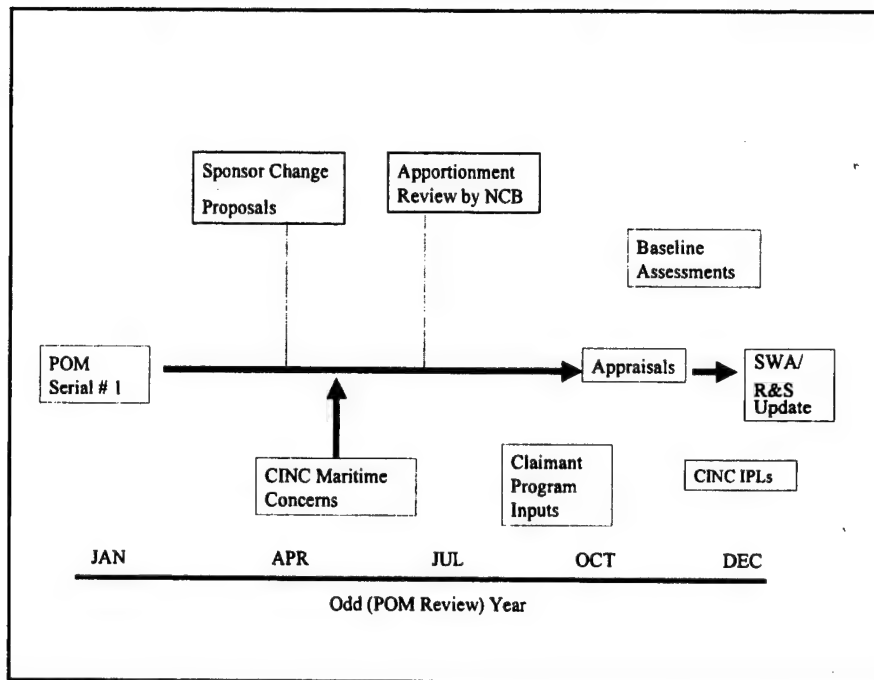 Sponsor Change
Proposals
Apportionment
Review by NCB
Baseline
Assessments
POM
Serial # 1
Appraisals
SWA/
R&S
Update
CINC Maritime
Concerns
Claimant
Program
Inputs
CINC IPLs
JAN APR JUL OCT DEC
Odd (POM Review) Year